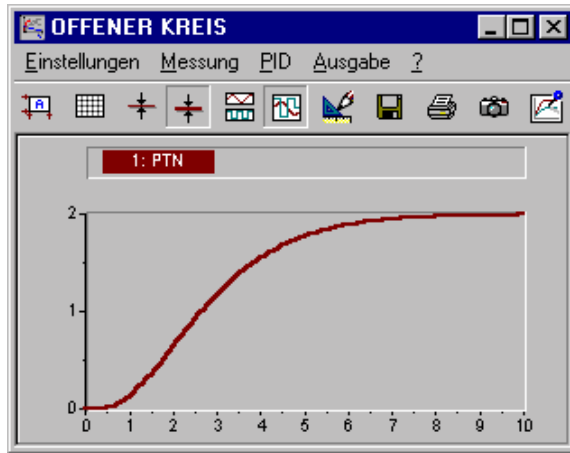 OFFENER KREIS
Einstellungen Messung PID Ausgabe ?
A
1: PTN
2
1
0
0 1 2 3 4 5 6 7 8 9 10